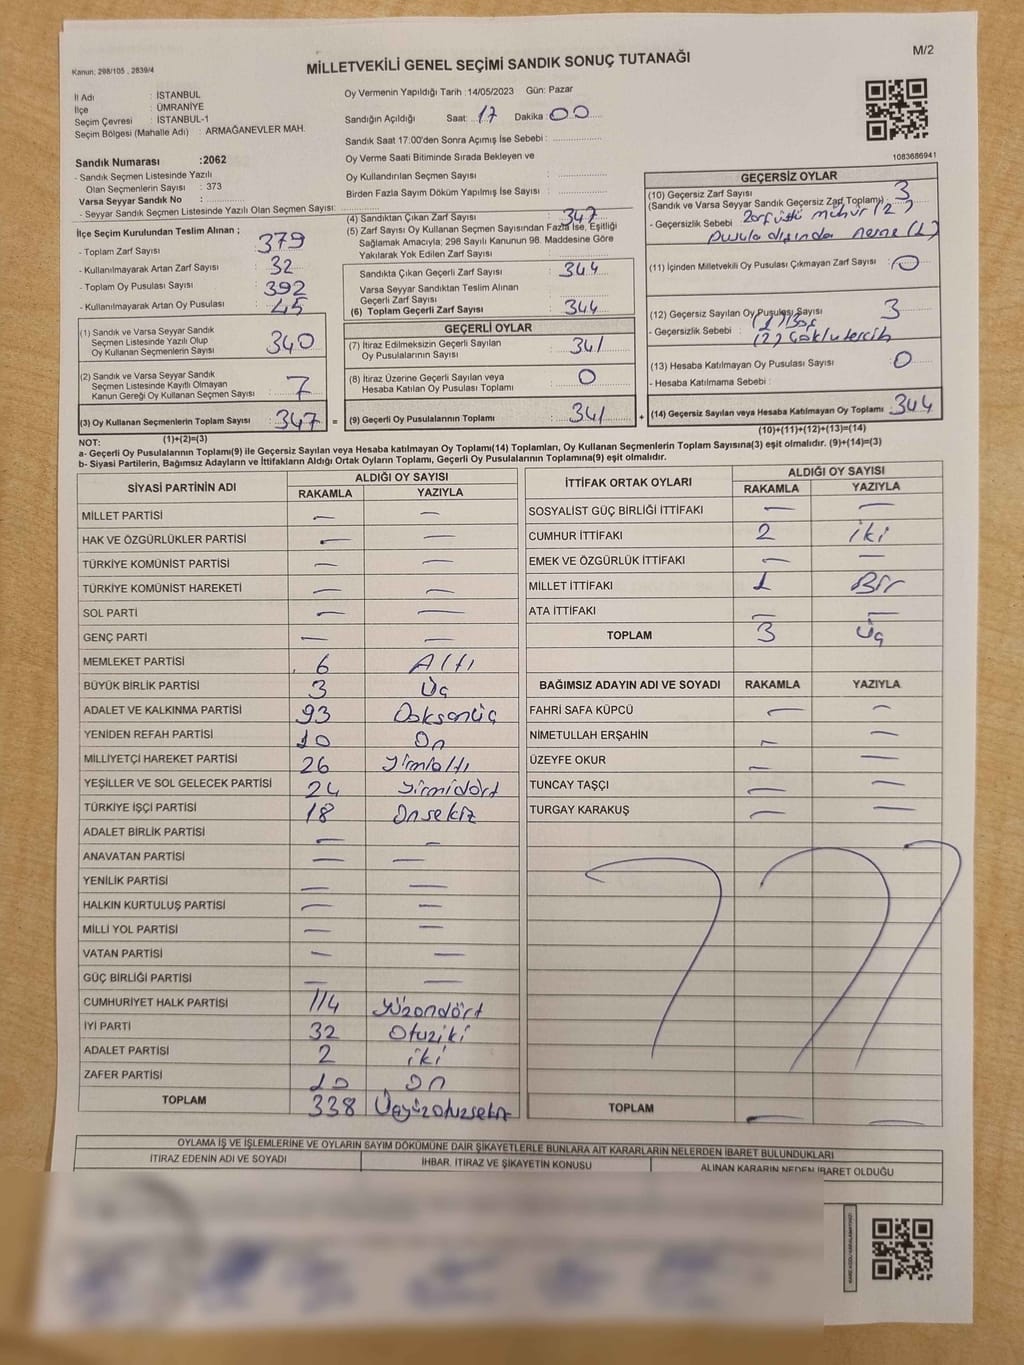 M/2
Kanun: 298/105 , 2839/4
MİLLETVEKİLİ GENEL SEÇİMİ SANDIK SONUÇ TUTANAĞI
İl Adı : İSTANBUL
İlçe : ÜMRANİYE
Seçim Çevresi : İSTANBUL-1
Seçim Bölgesi (Mahalle Adı) : ARMAĞANEVLER MAH.
Sandık Numarası :2062
- Sandık Seçmen Listesinde Yazılı
Olan Seçmenlerin Sayısı : 373
Varsa Seyyar Sandık No :
- Seyyar Sandık Seçmen Listesinde Yazılı Olan Seçmen Sayısı:
Oy Vermenin Yapıldığı Tarih :14/05/2023 Gün: Pazar
Sandığın Açıldığı Saat: 17 Dakika: 00
Sandık Saat 17.00'den Sonra Açımış İse Sebebi :
Oy Verme Saati Bitiminde Sırada Bekleyen ve
Oy Kullandırılan Seçmen Sayısı :
Birden Fazla Sayım Döküm Yapılmış İse Sayısı :
1083686941
İlçe Seçim Kurulundan Teslim Alınan ;
- Toplam Zarf Sayısı : 379
- Kullanılmayarak Artan Zarf Sayısı : 32
- Toplam Oy Pusulası Sayısı : 392
- Kullanılmayarak Artan Oy Pusulası : 45
(1) Sandık ve Varsa Seyyar Sandık
Seçmen Listesinde Yazılı Olup
Oy Kullanan Seçmenlerin Sayısı : 340
(2) Sandık ve Varsa Seyyar Sandık
Seçmen Listesinde Kayıtlı Olmayan
Kanun Gereği Oy Kullanan Seçmen Sayısı : 7
(3) Oy Kullanan Seçmenlerin Toplam Sayısı : 347
(1)+(2)=(3)
(4) Sandıktan Çıkan Zarf Sayısı : 347
(5) Zarf Sayısı Oy Kullanan Seçmen Sayısından Fazla İse, Eşitliği
Sağlamak Amacıyla; 298 Sayılı Kanunun 98. Maddesine Göre
Yakılarak Yok Edilen Zarf Sayısı :
Sandıkta Çıkan Geçerli Zarf Sayısı : 344
Varsa Seyyar Sandıktan Teslim Alınan
Geçerli Zarf Sayısı :
(6) Toplam Geçerli Zarf Sayısı : 344
GEÇERLİ OYLAR
(7) İtiraz Edilmeksizin Geçerli Sayılan
Oy Pusulalarının Sayısı : 341
(8) İtiraz Üzerine Geçerli Sayılan veya
Hesaba Katılan Oy Pusulası Toplamı : 0
= (9) Geçerli Oy Pusulalarının Toplamı : 341
GEÇERSİZ OYLAR
(10) Geçersiz Zarf Sayısı : 3
(Sandık ve Varsa Seyyar Sandık Geçersiz Zarf Toplamı)
- Geçersizlik Sebebi : Zarf üstü mühür (2)
Pusula dışında nesne (1)
(11) İçinden Milletvekili Oy Pusulası Çıkmayan Zarf Sayısı : 0
(12) Geçersiz Sayılan Oy Pusulası Sayısı : 3
- Geçersizlik Sebebi : (1) Boş
(2) Çoklu tercih
(13) Hesaba Katılmayan Oy Pusulası Sayısı : 0
- Hesaba Katılmama Sebebi :
+ (14) Geçersiz Sayılan veya Hesaba Katılmayan Oy Toplamı : 344
(10)+(11)+(12)+(13)=(14)
NOT:
a- Geçerli Oy Pusulaları Toplamı(9) ile Geçersiz Sayılan veya Hesaba katılmayan Oy Toplamı(14) Toplamları, Oy Kullanan Seçmenlerin Toplam Sayısına(3) eşit olmalıdır. (9)+(14)=(3)
b- Siyasi Partilerin, Bağımsız Adayların ve İttifakların Aldığı Ortak Oyların Toplamı, Geçerli Oy Pusulalarının Toplamına(9) eşit olmalıdır.
SİYASİ PARTİNİN ADI ALDIĞI OY SAYISI
RAKAMLA YAZIYLA
MİLLET PARTİSİ — —
HAK VE ÖZGÜRLÜKLER PARTİSİ — —
TÜRKİYE KOMÜNİST PARTİSİ — —
TÜRKİYE KOMÜNİST HAREKETİ — —
SOL PARTİ — —
GENÇ PARTİ — —
MEMLEKET PARTİSİ 6 Altı
BÜYÜK BİRLİK PARTİSİ 3 Üç
ADALET VE KALKINMA PARTİSİ 93 Doksanüç
YENİDEN REFAH PARTİSİ 10 On
MİLLİYETÇİ HAREKET PARTİSİ 26 Yirmialtı
YEŞİLLER VE SOL GELECEK PARTİSİ 24 Yirmidört
TÜRKİYE İŞÇİ PARTİSİ 18 Onsekiz
ADALET BİRLİK PARTİSİ — —
ANAVATAN PARTİSİ — —
YENİLİK PARTİSİ — —
HALKIN KURTULUŞ PARTİSİ — —
MİLLİ YOL PARTİSİ — —
VATAN PARTİSİ — —
GÜÇ BİRLİĞİ PARTİSİ — —
CUMHURİYET HALK PARTİSİ 114 Yüzondört
İYİ PARTİ 32 Otuziki
ADALET PARTİSİ 2 iki
ZAFER PARTİSİ 10 On
TOPLAM 338 Üçyüzotuzsekiz
İTTİFAK ORTAK OYLARI ALDIĞI OY SAYISI
RAKAMLA YAZIYLA
SOSYALİST GÜÇ BİRLİĞİ İTTİFAKI — —
CUMHUR İTTİFAKI 2 iki
EMEK VE ÖZGÜRLÜK İTTİFAKI — —
MİLLET İTTİFAKI 1 Bir
ATA İTTİFAKI — —
TOPLAM 3 Üç
BAĞIMSIZ ADAYIN ADI VE SOYADI RAKAMLA YAZIYLA
FAHRİ SAFA KÜPCÜ — —
NİMETULLAH ERŞAHİN — —
ÜZEYFE OKUR — —
TUNCAY TAŞÇI — —
TURGAY KARAKUŞ — —
TOPLAM — —
OYLAMA İŞ VE İŞLEMLERİNE VE OYLARIN SAYIM DÖKÜMÜNE DAİR ŞİKAYETLERLE BUNLARA AİT KARARLARIN NELERDEN İBARET BULUNDUKLARI
İTİRAZ EDENİN ADI VE SOYADI İHBAR, İTİRAZ VE ŞİKAYETİN KONUSU ALINAN KARARIN NEDEN İBARET OLDUĞU